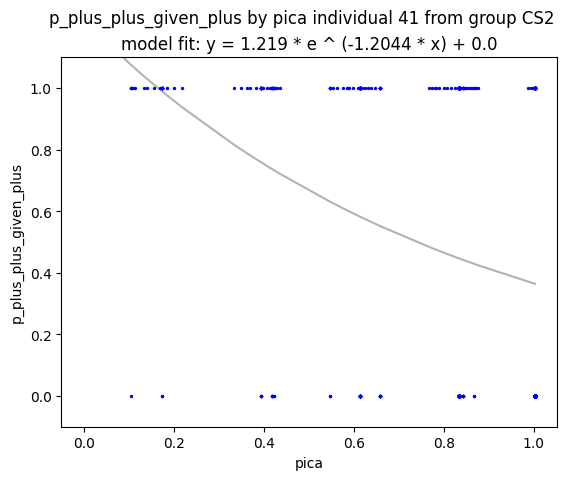 p_plus_plus_given_plus by pica individual 41 from group CS2
model fit: y = 1.219 * e ^ (-1.2044 * x) + 0.0
1.0
0.8
0.6
0.4
0.2
0.0
p_plus_plus_given_plus
0.0 0.2 0.4 0.6 0.8 1.0
pica